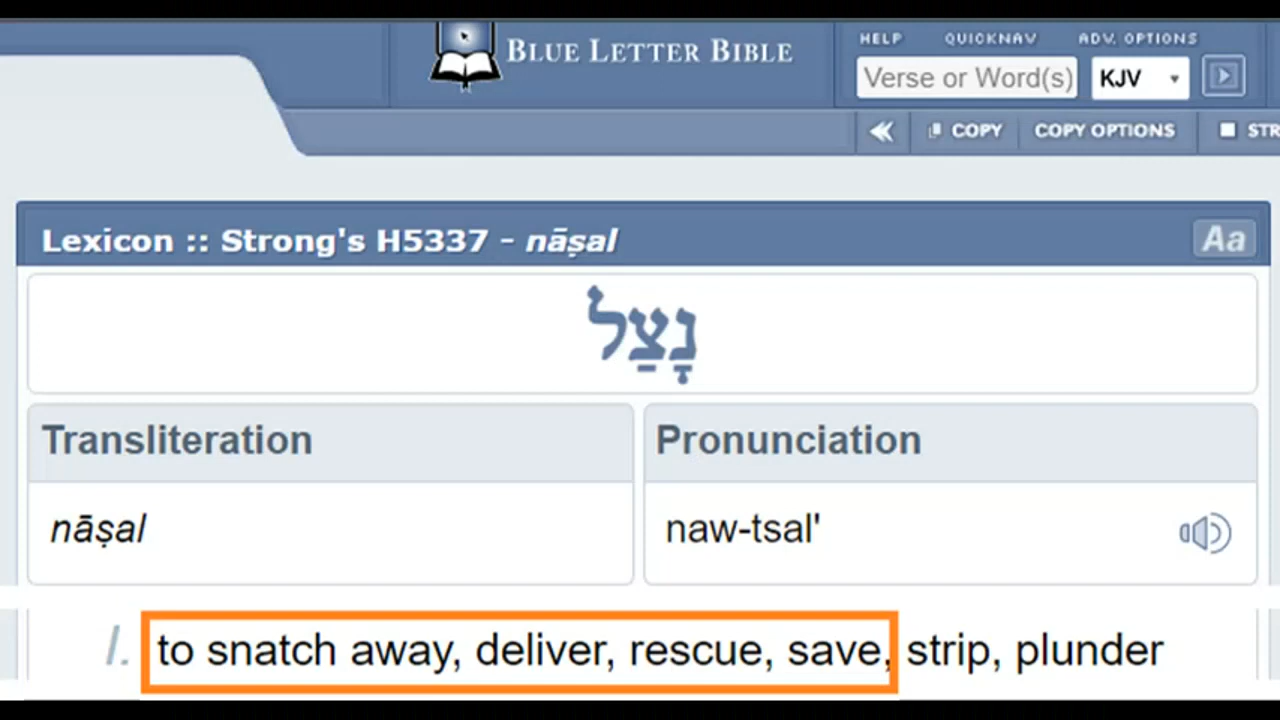 BLUE LETTER BIBLE
HELP QUICKNAV ADV. OPTIONS
Verse or Word(s) KJV
COPY COPY OPTIONS STR
Lexicon :: Strong's H5337 - nāṣal Aa
נָצַל
Transliteration Pronunciation
nāṣal naw-tsal'
I. to snatch away, deliver, rescue, save, strip, plunder